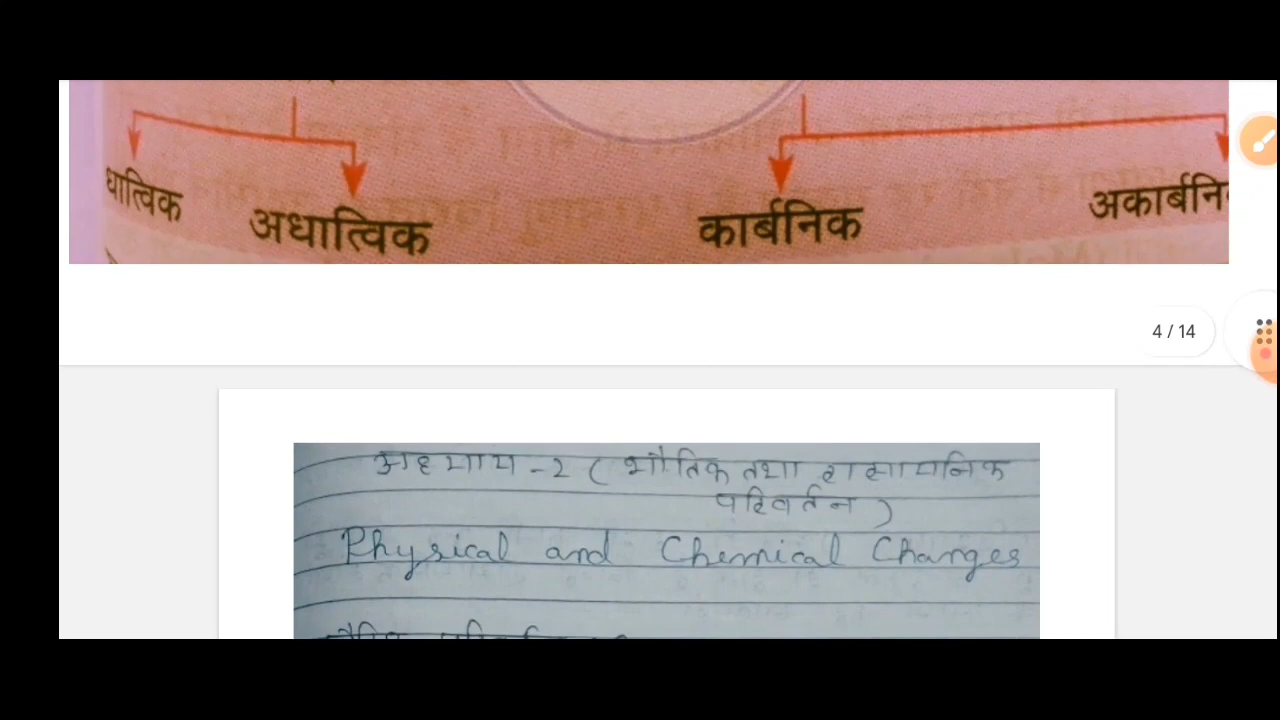 धात्विक
अधात्विक
कार्बनिक
अकार्बनि
4 / 14
अध्याय - 2 ( भौतिक तथा रासायनिक
परिवर्तन )
Physical and Chemical Changes